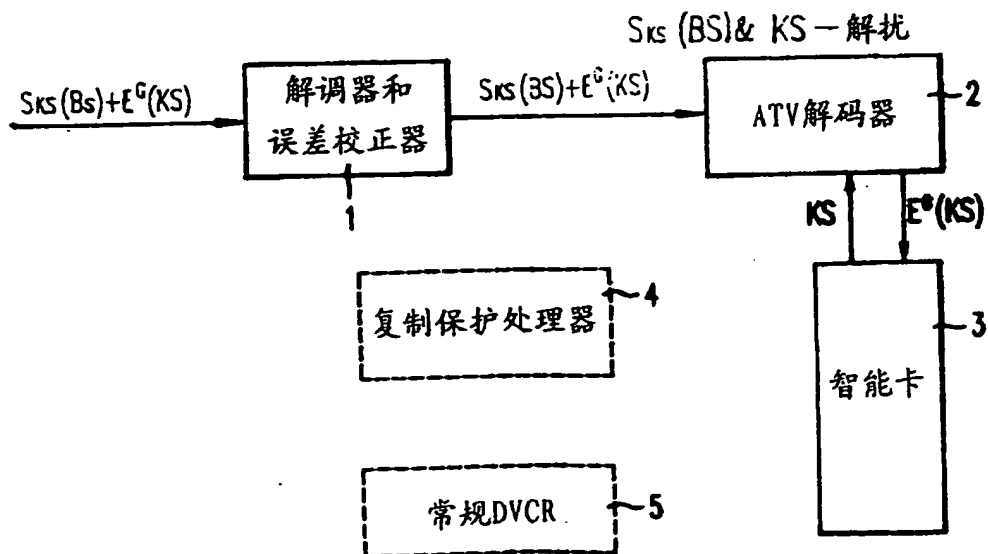 SKS (BS)& KS－解扰
SKS(BS)+E^G(KS)
解调器和
误差校正器
1
SKS(BS)+E^G(KS)
ATV解码器
2
KS
E^G(KS)
复制保护处理器
4
3
智能卡
常规DVCR
5